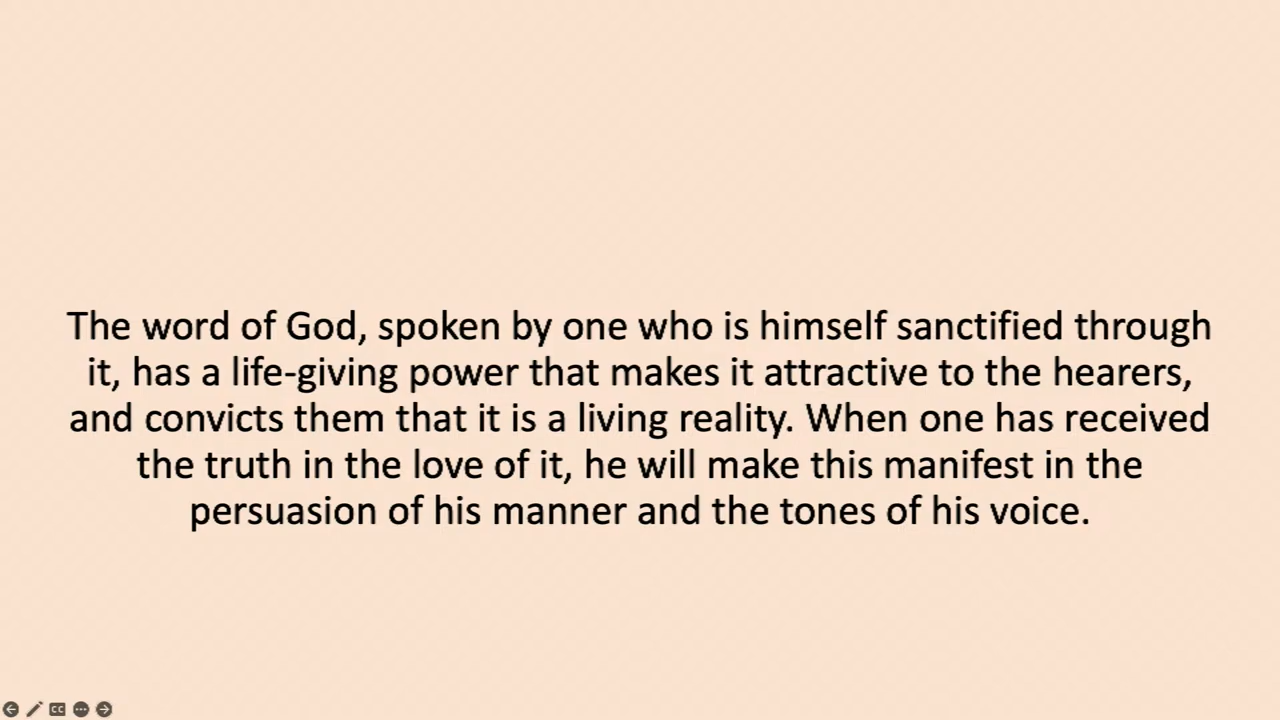 The word of God, spoken by one who is himself sanctified through
it, has a life-giving power that makes it attractive to the hearers,
and convicts them that it is a living reality. When one has received
the truth in the love of it, he will make this manifest in the
persuasion of his manner and the tones of his voice.
CC